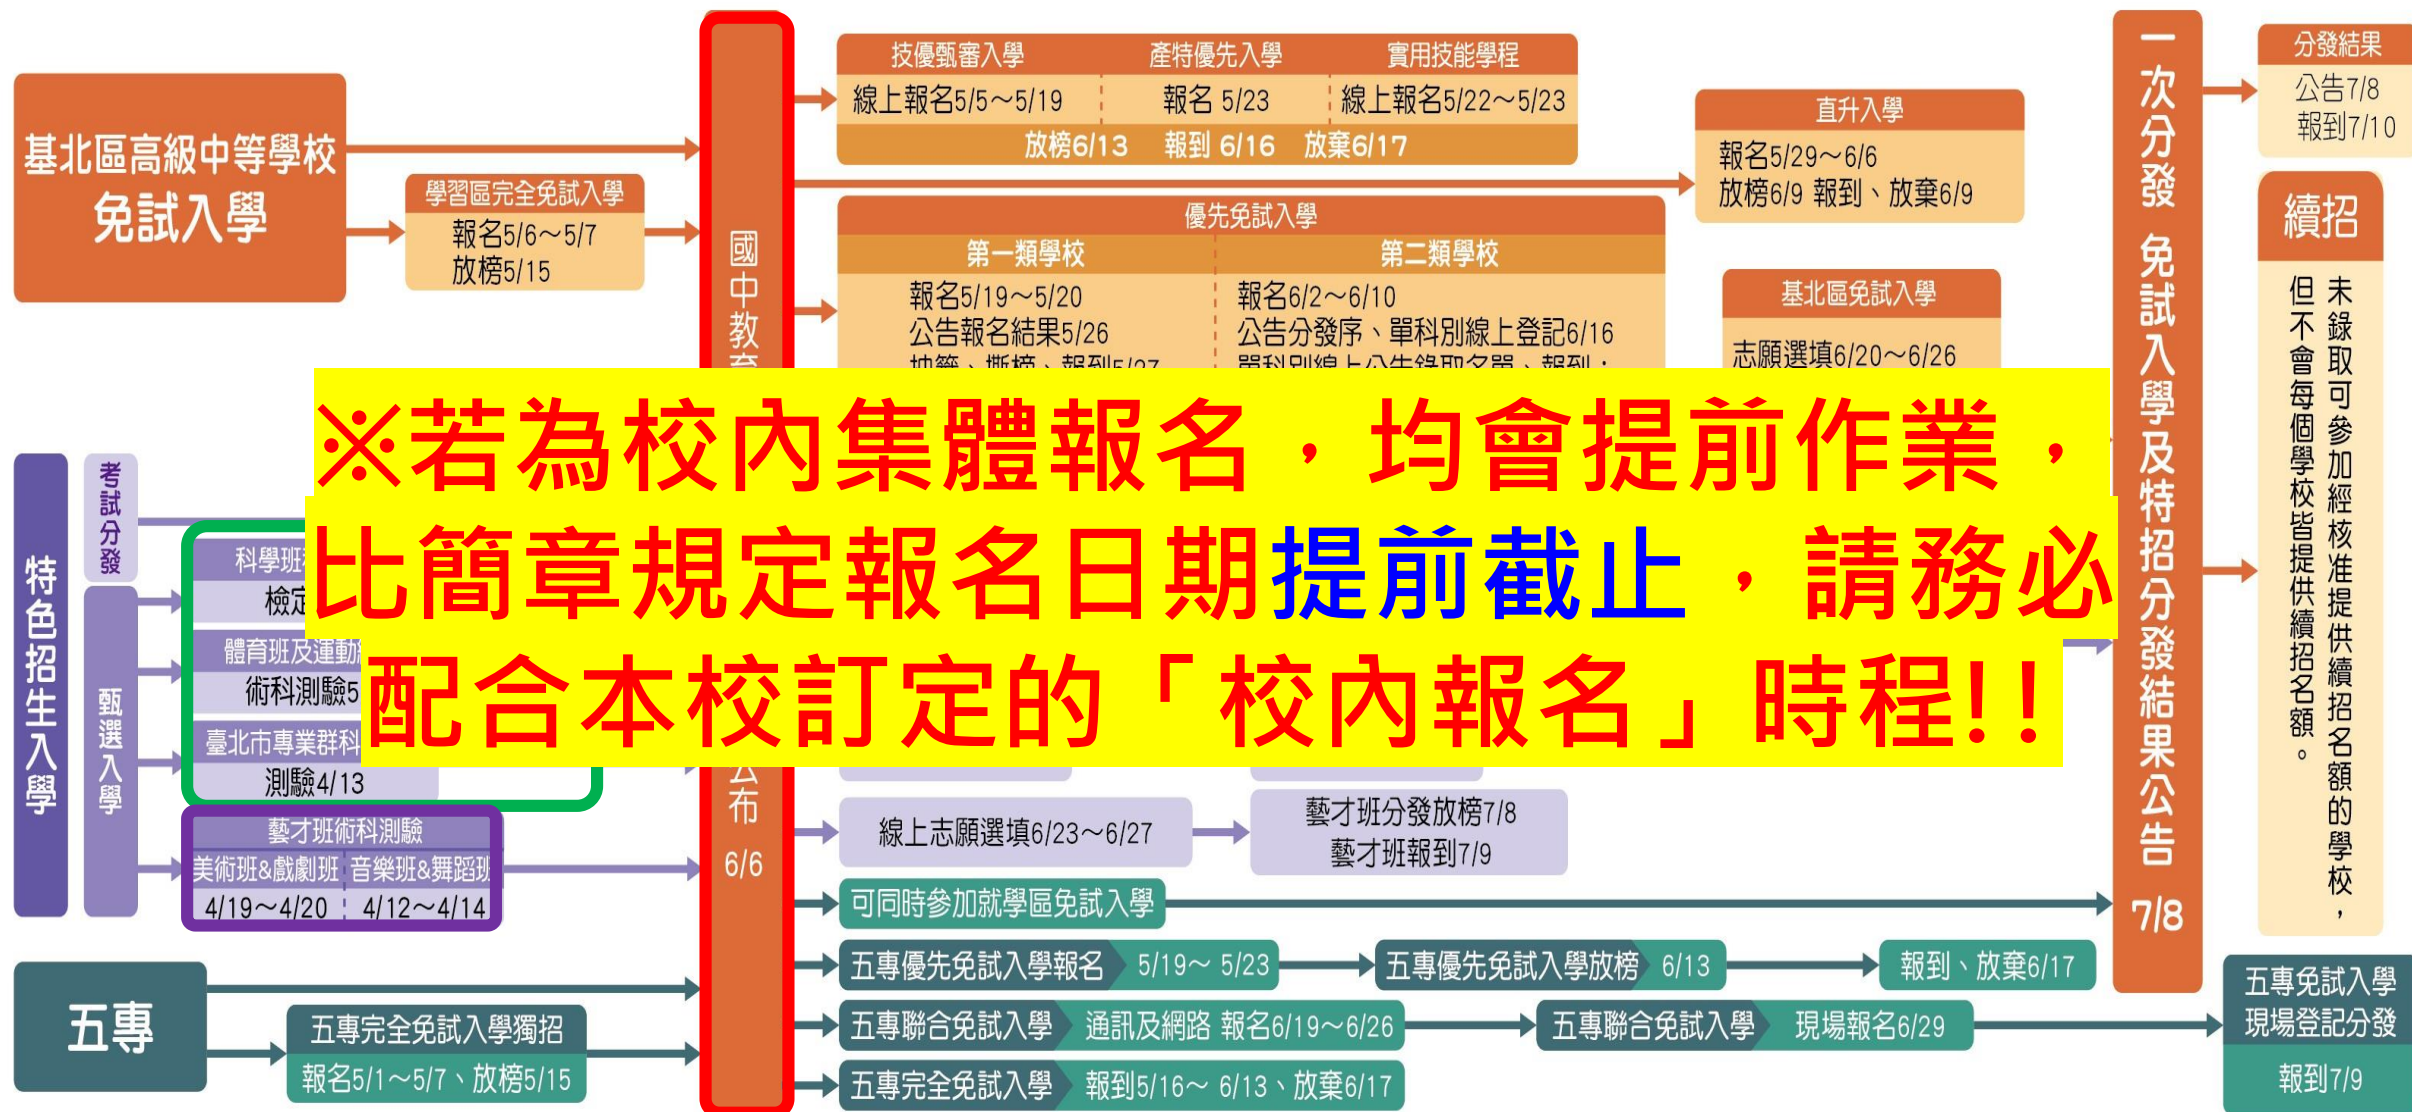 基北區高級中等學校
免試入學
學習區完全免試入學
報名5/6～5/7
放榜5/15
國中教育
公布
6/6
技優甄審入學
線上報名5/5～5/19
產特優先入學
報名 5/23
實用技能學程
線上報名5/22～5/23
放榜6/13 報到 6/16 放棄6/17
直升入學
報名5/29～6/6
放榜6/9 報到、放棄6/9
優先免試入學
第一類學校
報名5/19～5/20
公告報名結果5/26
抽籤、撕榜、報到5/27
第二類學校
報名6/2～6/10
公告分發序、單科別線上登記6/16
單科別線上公告錄取名單、報到：
基北區免試入學
志願選填6/20～6/26
一次分發 免試入學及特招分發結果公告 7/8
分發結果
公告7/8
報到7/10
續招
未錄取可參加經核准提供續招名額的學校，
但不會每個學校皆提供續招名額。
※若為校內集體報名，均會提前作業，
比簡章規定報名日期提前截止，請務必
配合本校訂定的「校內報名」時程!!
特色招生入學
考試分發
甄選入學
科學班
檢定
體育班及運動
術科測驗5
臺北市專業群科
測驗4/13
藝才班術科測驗
美術班&戲劇班
4/19～4/20
音樂班&舞蹈班
4/12～4/14
線上志願選填6/23～6/27
藝才班分發放榜7/8
藝才班報到7/9
可同時參加就學區免試入學
五專
五專完全免試入學獨招
報名5/1～5/7、放榜5/15
五專優先免試入學報名 5/19～ 5/23
五專優先免試入學放榜 6/13
報到、放棄6/17
五專聯合免試入學 通訊及網路 報名6/19～6/26
五專聯合免試入學 現場報名6/29
五專完全免試入學 報到5/16～ 6/13、放棄6/17
五專免試入學
現場登記分發
報到7/9